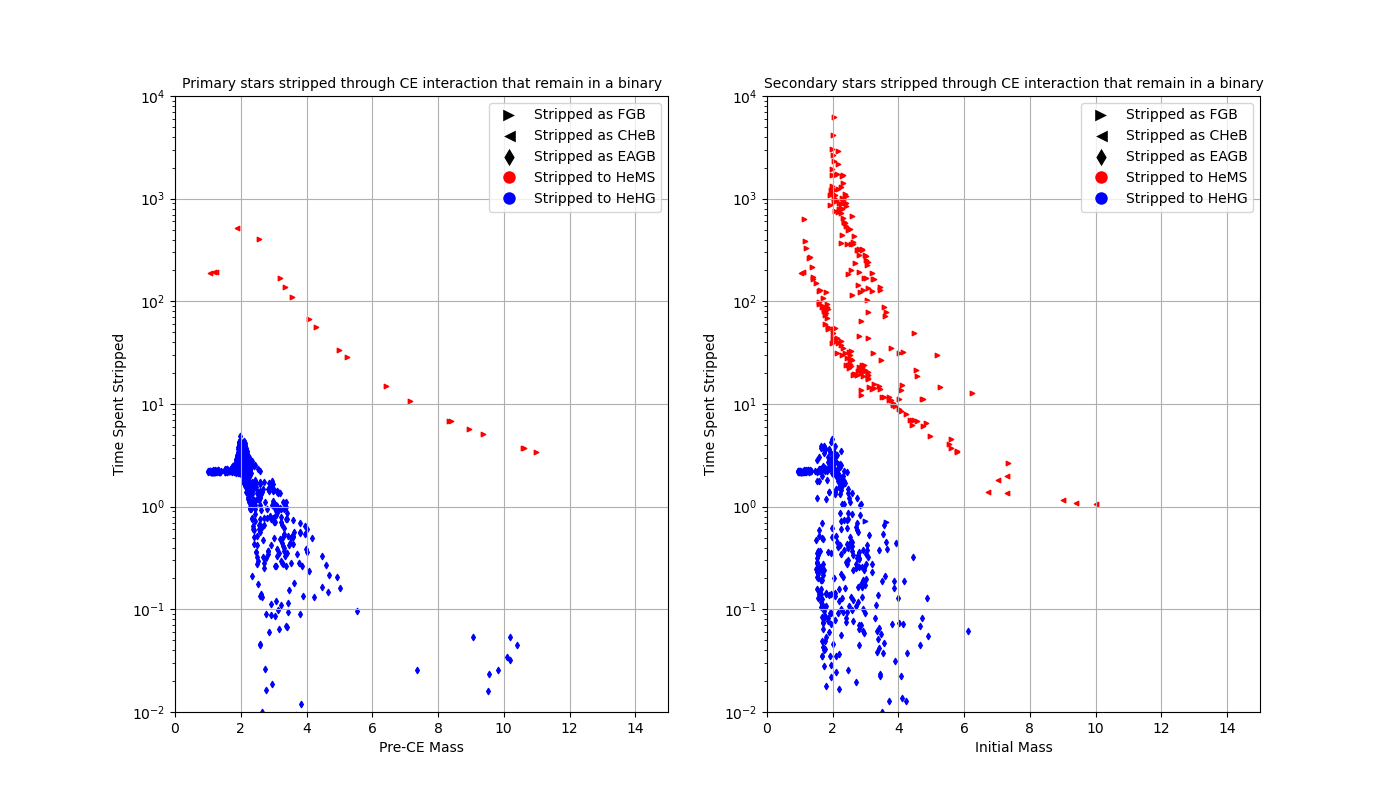 Primary stars stripped through CE interaction that remain in a binary
Time Spent Stripped
10^4
10^3
10^2
10^1
10^0
10^-1
10^-2
Stripped as FGB
Stripped as CHeB
Stripped as EAGB
Stripped to HeMS
Stripped to HeHG
0 2 4 6 8 10 12 14
Pre-CE Mass
Secondary stars stripped through CE interaction that remain in a binary
Time Spent Stripped
10^4
10^3
10^2
10^1
10^0
10^-1
10^-2
Stripped as FGB
Stripped as CHeB
Stripped as EAGB
Stripped to HeMS
Stripped to HeHG
0 2 4 6 8 10 12 14
Initial Mass